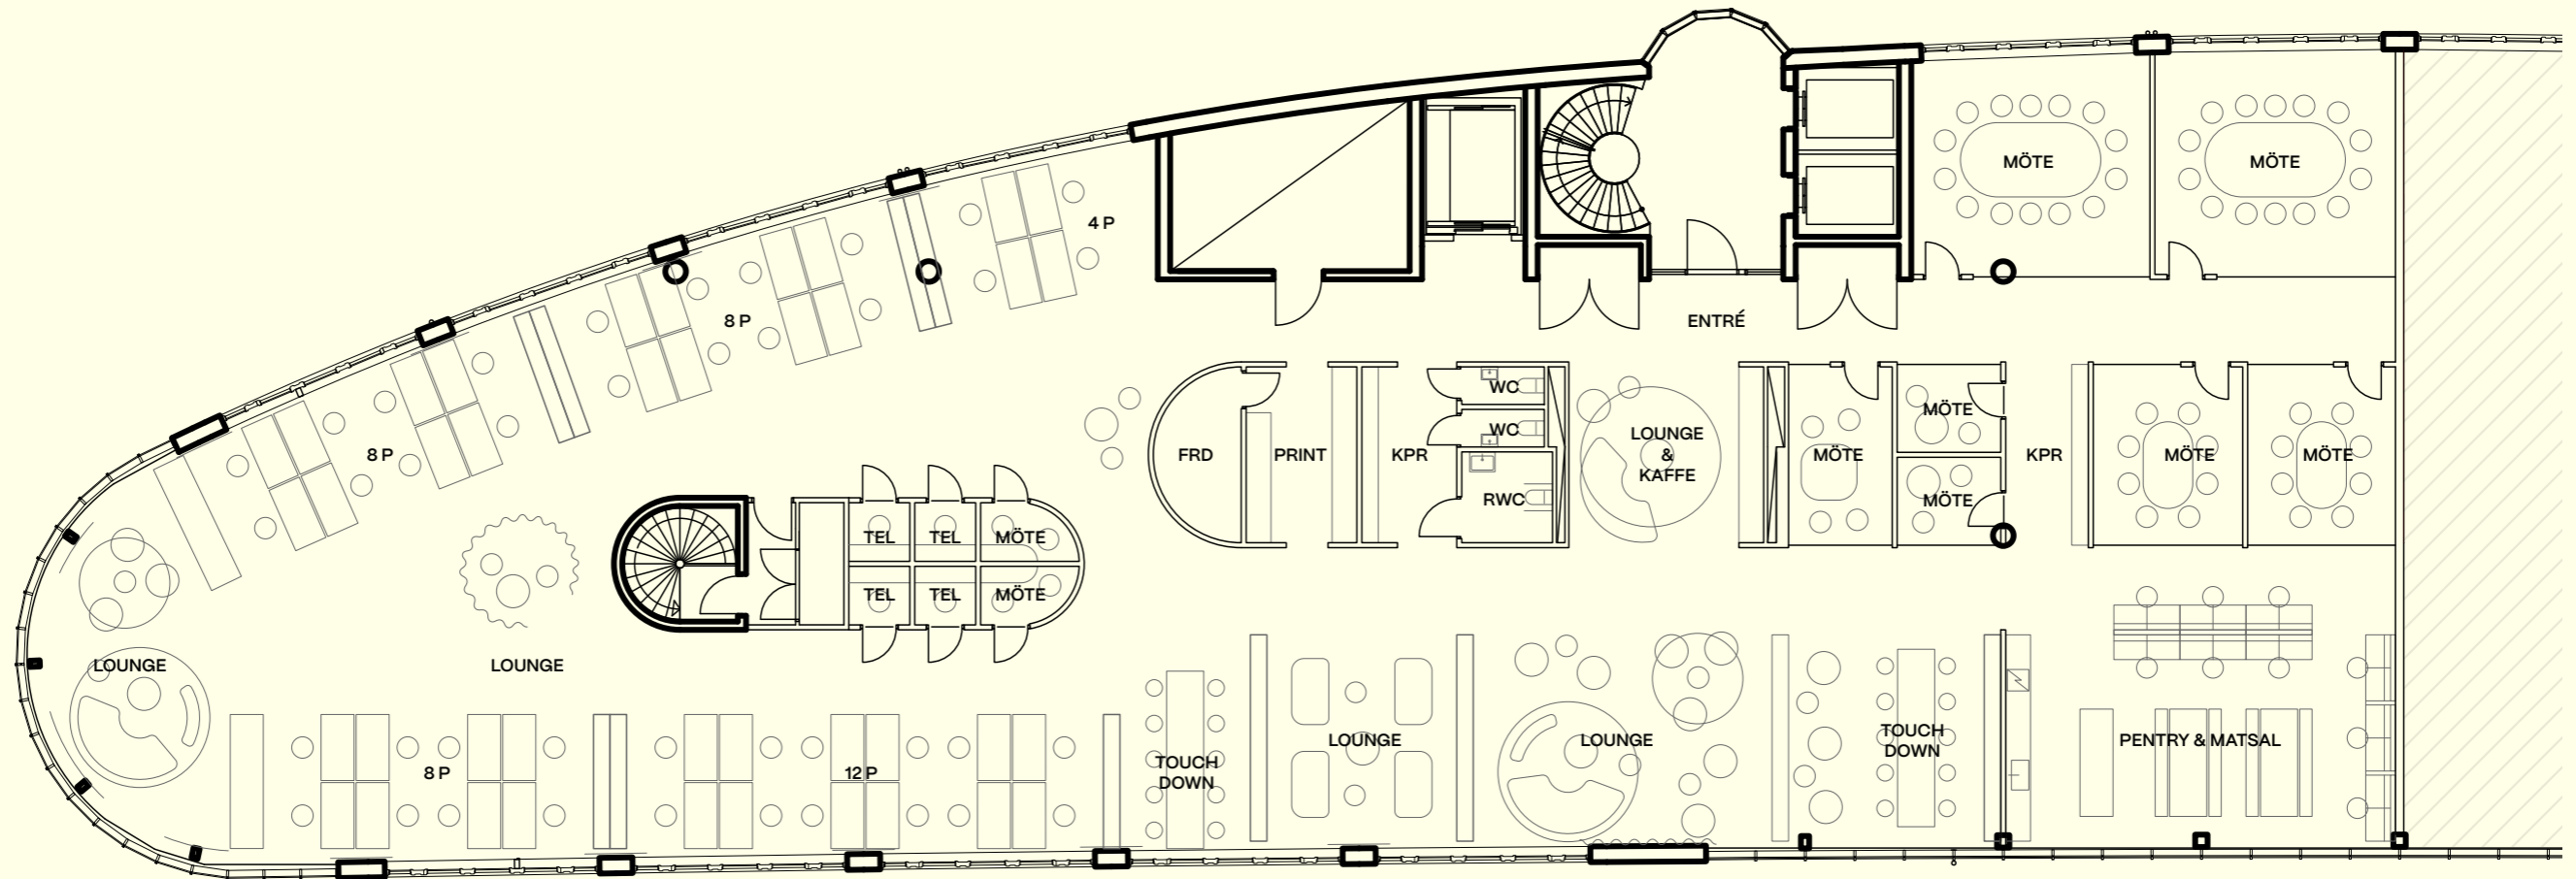 MÖTE
MÖTE
4 P
8 P
ENTRÉ
WC
MÖTE
WC
LOUNGE
&
KAFFE
8 P
FRD
PRINT
KPR
MÖTE
KPR
MÖTE
MÖTE
RWC
MÖTE
TEL
TEL
MÖTE
TEL
TEL
MÖTE
LOUNGE
LOUNGE
LOUNGE
LOUNGE
TOUCH
DOWN
PENTRY & MATSAL
8 P
12 P
TOUCH
DOWN